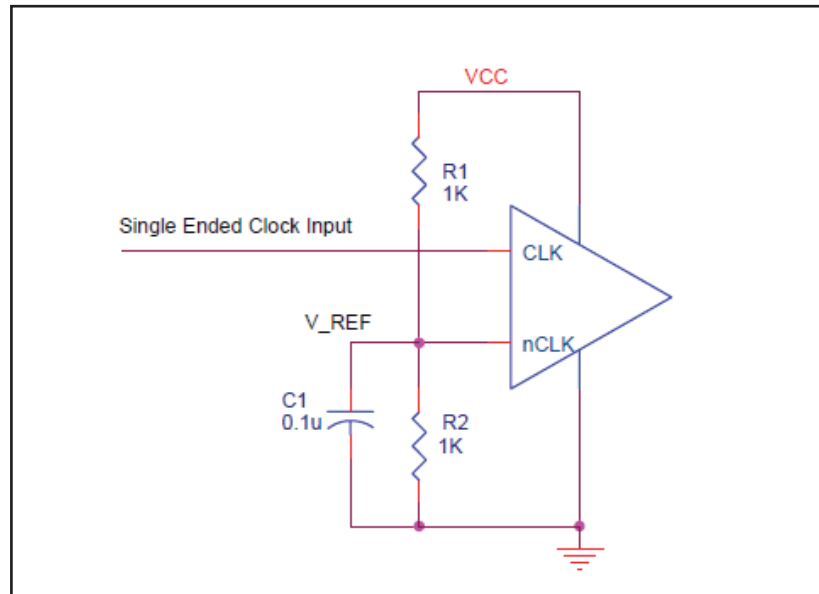 VCC
R1
1K
Single Ended Clock Input
CLK
V_REF
nCLK
C1
0.1u
R2
1K